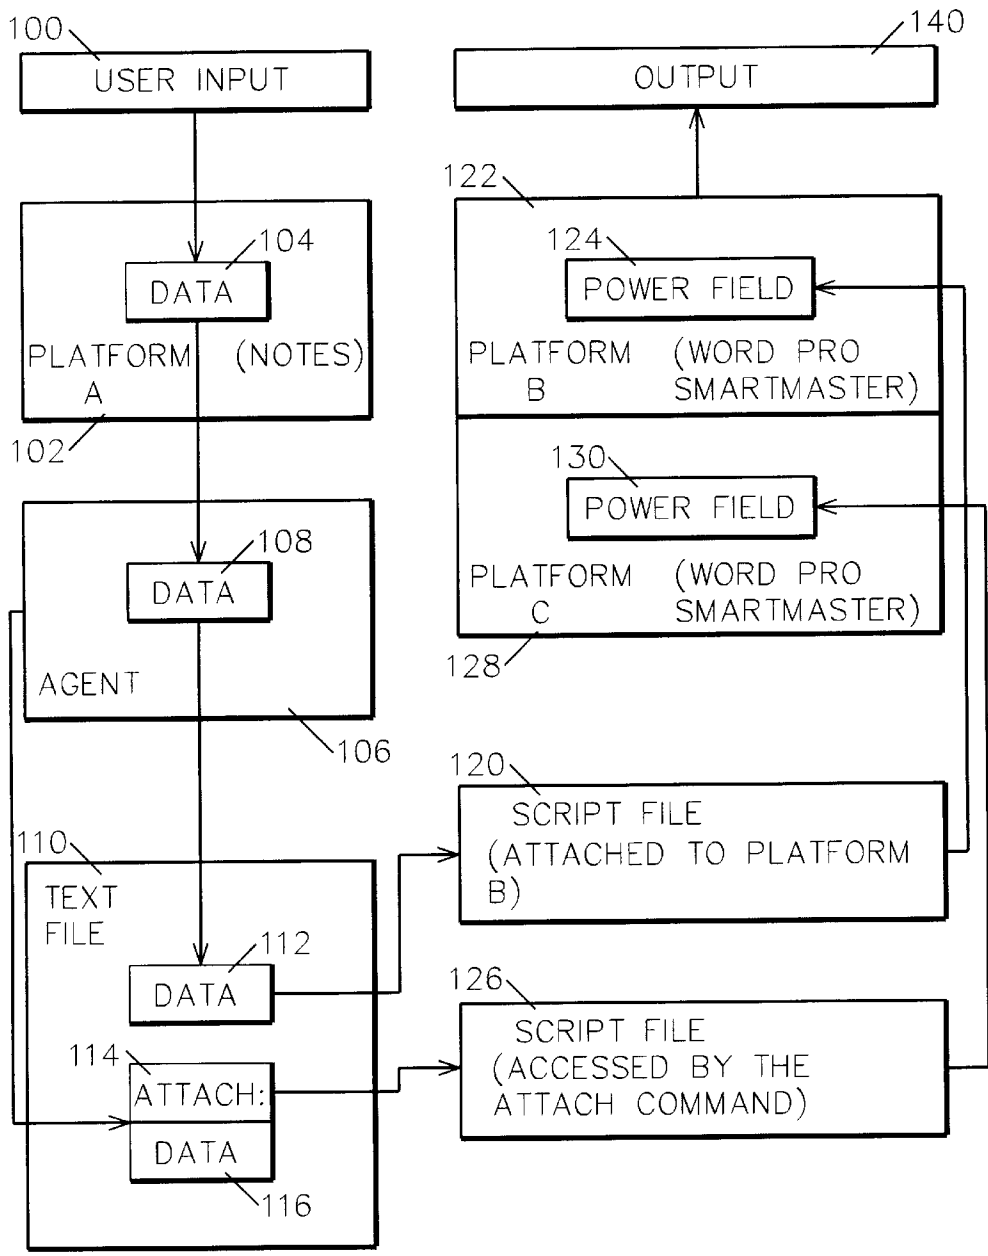 100
USER INPUT
104
DATA
PLATFORM (NOTES)
A
102
108
DATA
AGENT
106
110
TEXT
FILE
112
DATA
114
ATTACH:
DATA
116
140
OUTPUT
122
124
POWER FIELD
PLATFORM (WORD PRO
B SMARTMASTER)
130
POWER FIELD
PLATFORM (WORD PRO
C SMARTMASTER)
128
120
SCRIPT FILE
(ATTACHED TO PLATFORM
B)
126
SCRIPT FILE
(ACCESSED BY THE
ATTACH COMMAND)